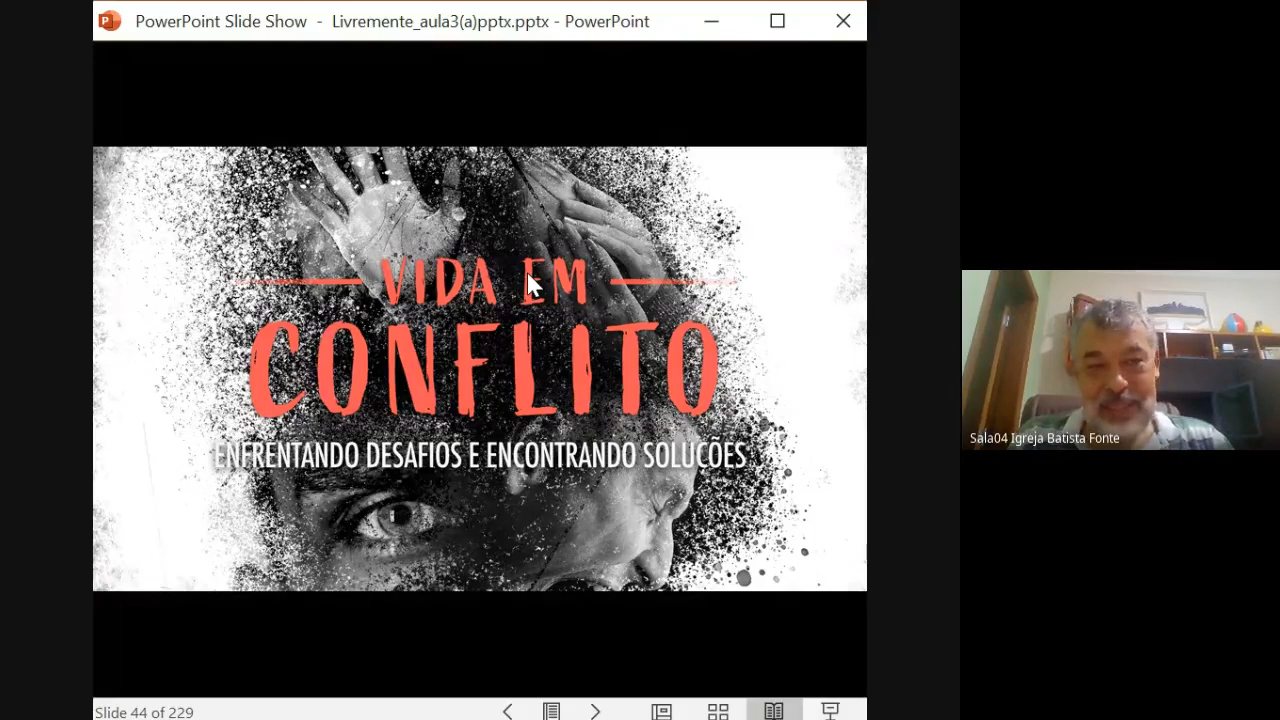 PowerPoint Slide Show - Livremente_aula3(a)pptx.pptx - PowerPoint
VIDA EM
CONFLITO
ENFRENTANDO DESAFIOS E ENCONTRANDO SOLUÇÕES
Sala04 Igreja Batista Fonte
Slide 44 of 229